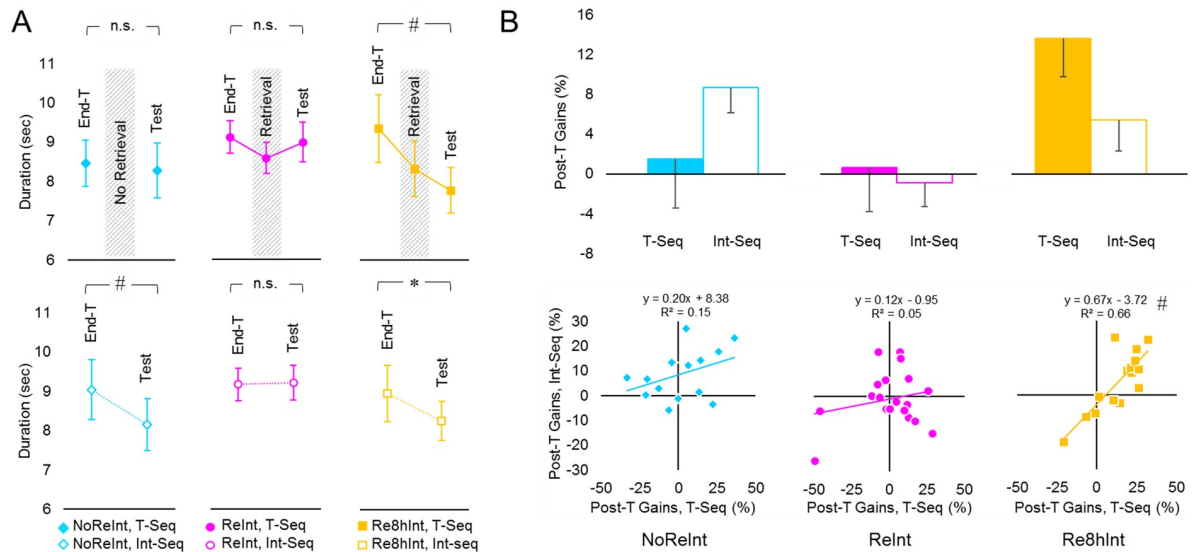 A
n.s.
n.s.
#
11
10
9
8
7
6
Duration (sec)
End-T
No Retrieval
Test
End-T
Retrieval
Test
End-T
Retrieval
Test
#
n.s.
*
11
10
9
8
7
6
Duration (sec)
End-T
Test
End-T
Test
End-T
Test
NoReInt, T-Seq
NoReInt, Int-Seq
ReInt, T-Seq
ReInt, Int-Seq
Re8hInt, T-Seq
Re8hInt, Int-seq
B
16
12
8
4
0
-4
-8
Post-T Gains (%)
T-Seq Int-Seq
T-Seq Int-Seq
T-Seq Int-Seq
y = 0.20x + 8.38
R² = 0.15
y = 0.12x - 0.95
R² = 0.05
y = 0.67x - 3.72
R² = 0.66
#
30
20
10
0
-10
-20
-30
Post-T Gains, Int-Seq (%)
-50 -25 0 25 50
Post-T Gains, T-Seq (%)
NoReInt
-50 -25 0 25 50
Post-T Gains, T-Seq (%)
ReInt
-50 -25 0 25 50
Post-T Gains, T-Seq (%)
Re8hInt